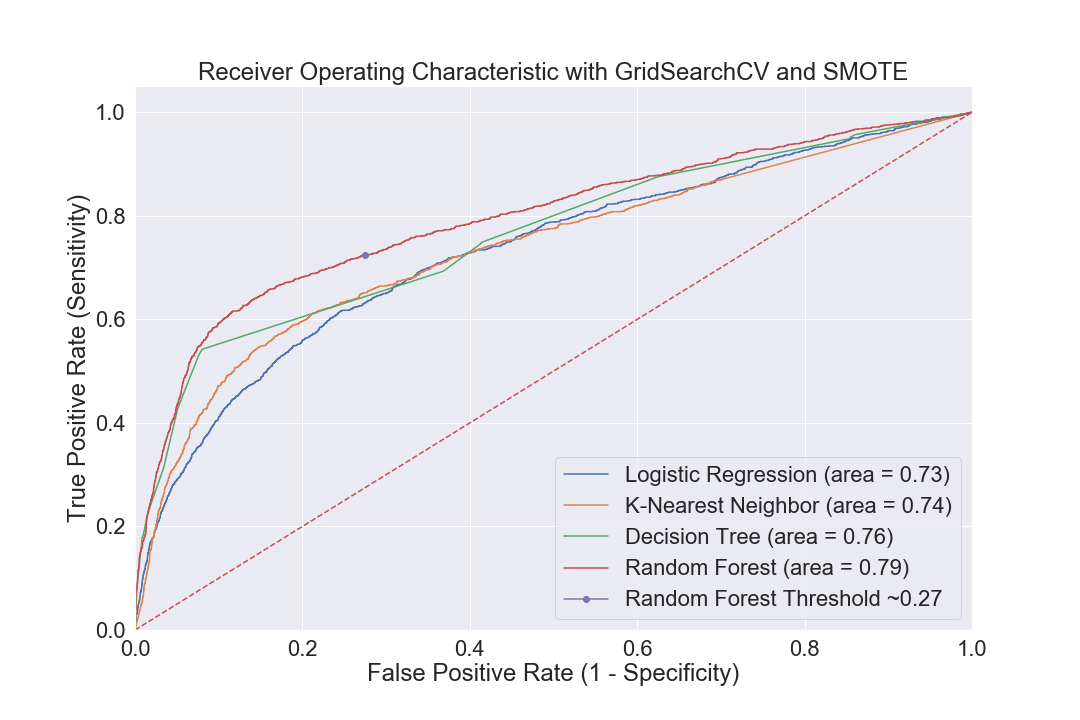 Receiver Operating Characteristic with GridSearchCV and SMOTE
1.0
0.8
0.6
0.4
0.2
0.0
True Positive Rate (Sensitivity)
Logistic Regression (area = 0.73)
K-Nearest Neighbor (area = 0.74)
Decision Tree (area = 0.76)
Random Forest (area = 0.79)
Random Forest Threshold ~0.27
0.0 0.2 0.4 0.6 0.8 1.0
False Positive Rate (1 - Specificity)